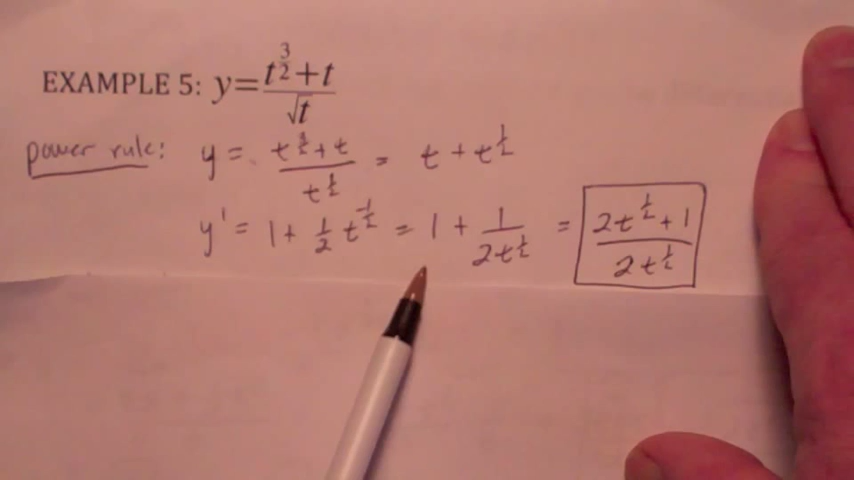 EXAMPLE 5: y=(t^(3/2)+t)/√t
power rule: y = (t^(3/2)+t)/t^(1/2) = t + t^(1/2)
y' = 1 + 1/2 t^(-1/2) = 1 + 1/(2t^(1/2)) = (2t^(1/2)+1)/(2t^(1/2))